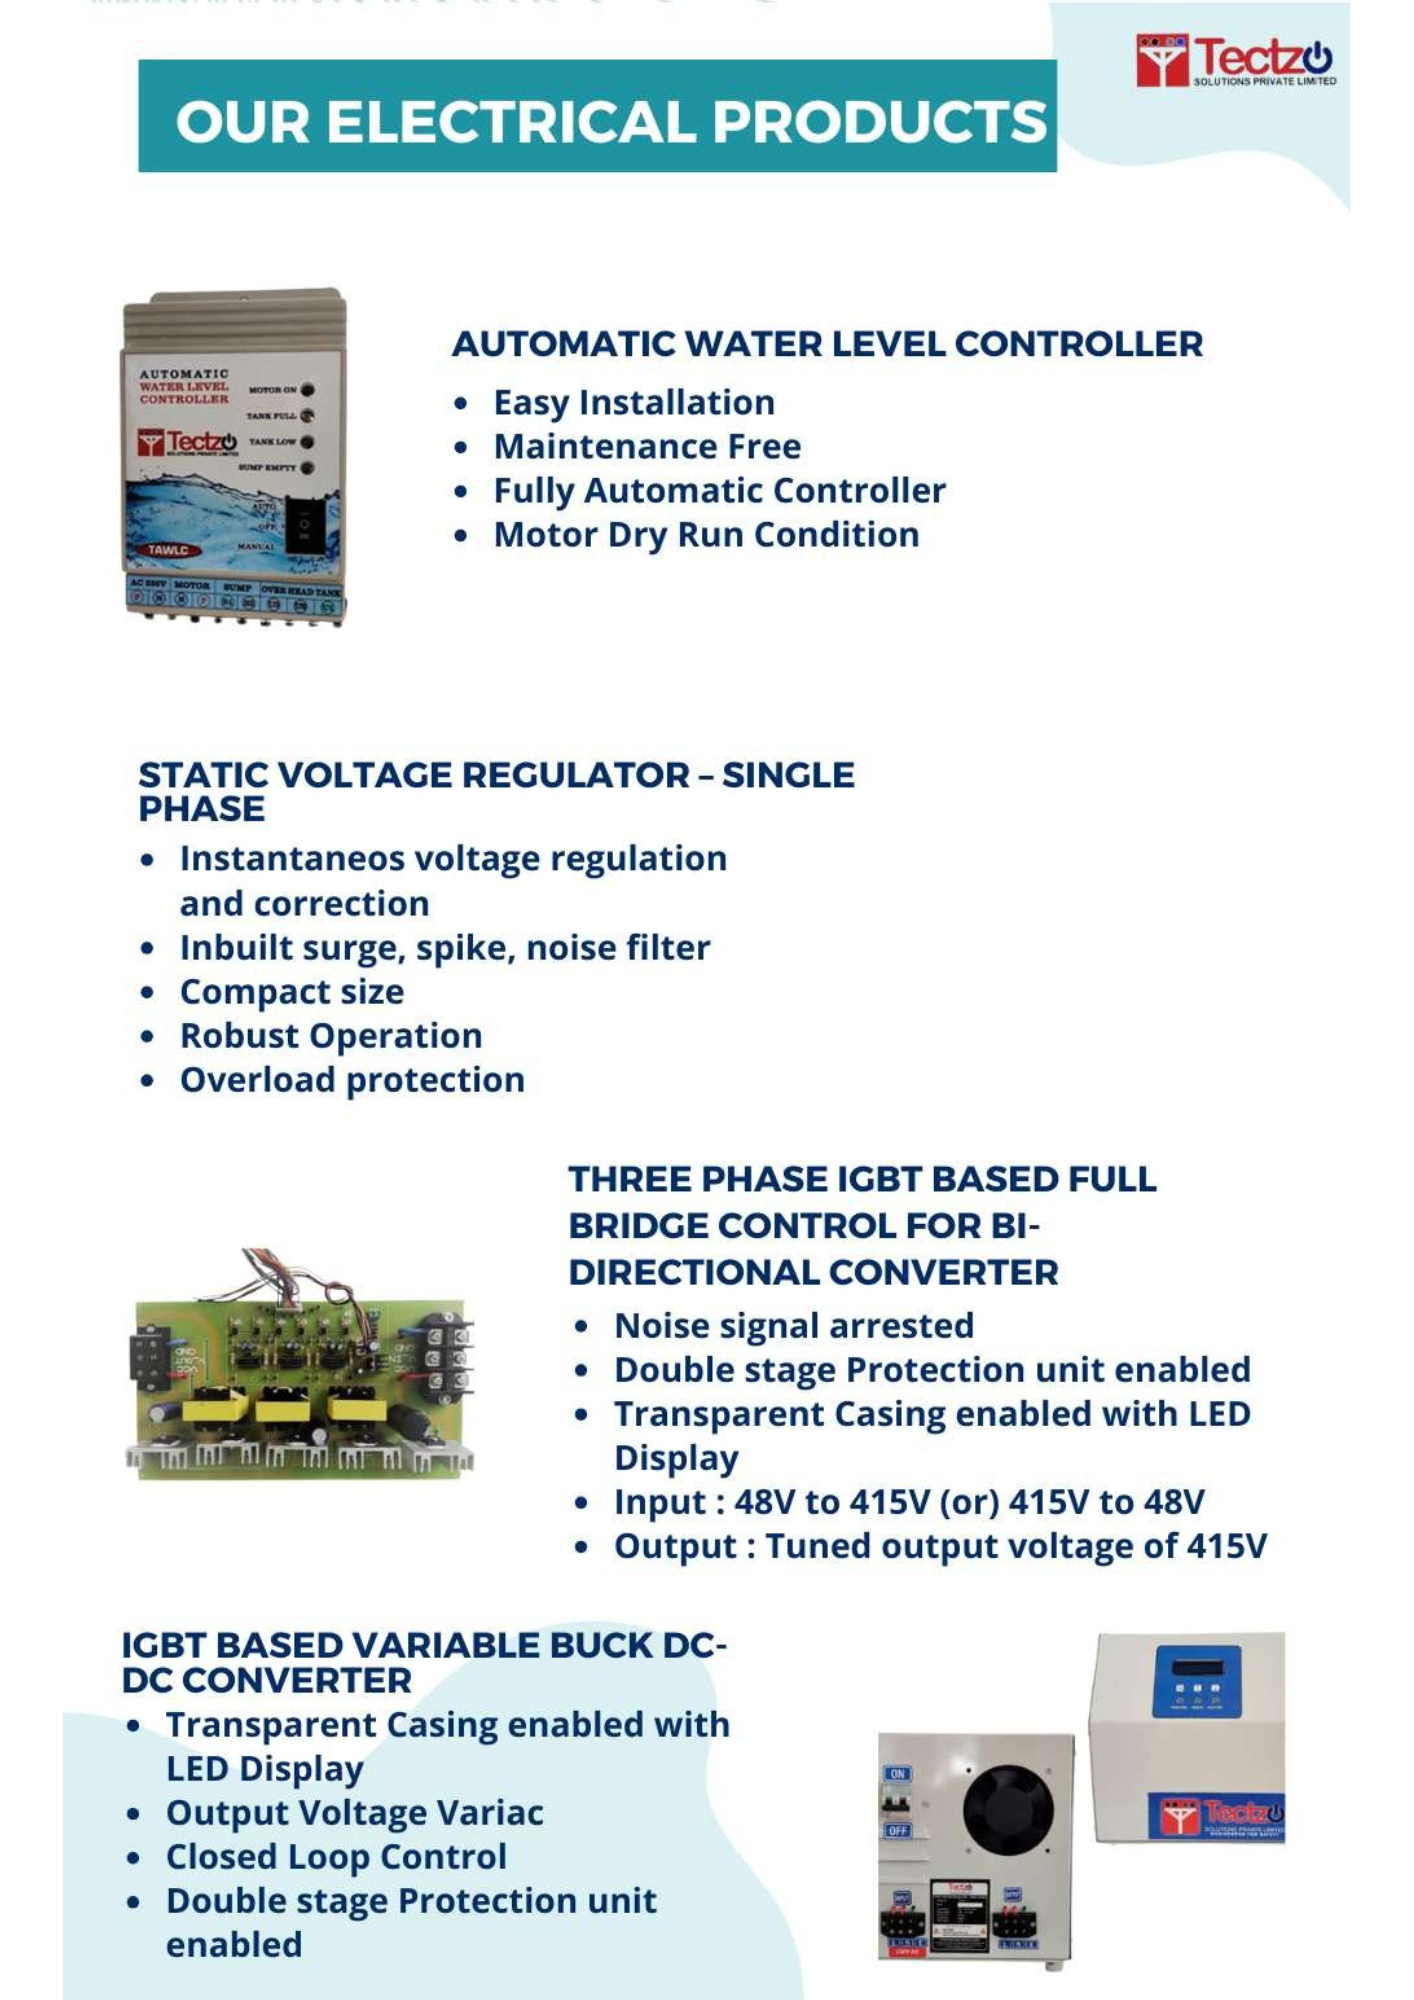 Tectzo
SOLUTIONS PRIVATE LIMITED
OUR ELECTRICAL PRODUCTS
AUTOMATIC
WATER LEVEL
CONTROLLER
MOTOR ON
TANK FULL
TANK LOW
SUMP EMPTY
Tectzo
SOLUTIONS PRIVATE LIMITED
AUTO
OFF
MANUAL
TAWLC
AC 230V MOTOR SUMP OVER HEAD TANK
AUTOMATIC WATER LEVEL CONTROLLER
• Easy Installation
• Maintenance Free
• Fully Automatic Controller
• Motor Dry Run Condition
STATIC VOLTAGE REGULATOR – SINGLE
PHASE
• Instantaneos voltage regulation
and correction
• Inbuilt surge, spike, noise filter
• Compact size
• Robust Operation
• Overload protection
THREE PHASE IGBT BASED FULL
BRIDGE CONTROL FOR BI-
DIRECTIONAL CONVERTER
• Noise signal arrested
• Double stage Protection unit enabled
• Transparent Casing enabled with LED
Display
• Input : 48V to 415V (or) 415V to 48V
• Output : Tuned output voltage of 415V
IGBT BASED VARIABLE BUCK DC-
DC CONVERTER
• Transparent Casing enabled with
LED Display
• Output Voltage Variac
• Closed Loop Control
• Double stage Protection unit
enabled
ON
OFF
Tectzo
Tectzo
SOLUTIONS PRIVATE LIMITED